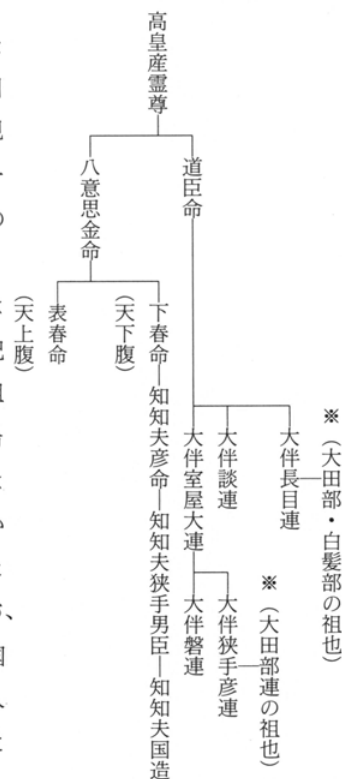 ※(大田部・白髪部の祖也)
大伴長目連
大伴談連
※(大田部連の祖也)
大伴狭手彦連
大伴室屋大連
大伴磐連
高皇産霊尊
道臣命
八意思金命
下春命―知知夫彦命―知知夫狭手男臣―知知夫国造
(天下腹)
表春命
(天上腹)